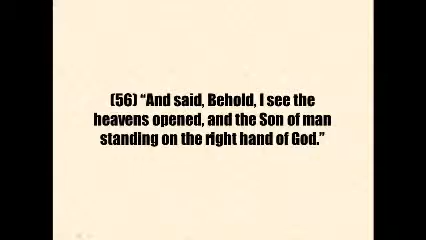 (56) “And said, Behold, I see the
heavens opened, and the Son of man
standing on the right hand of God.”